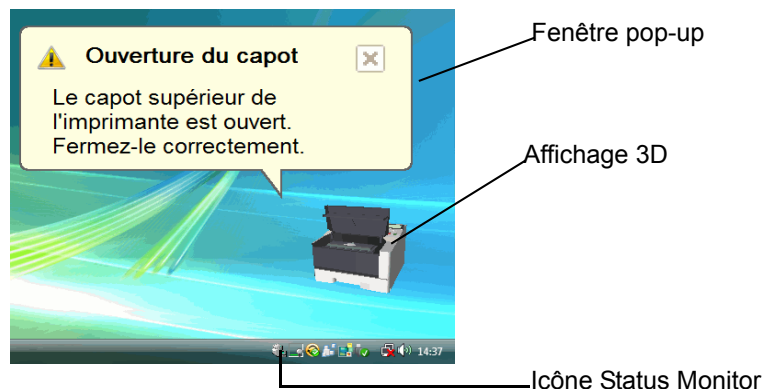 Ouverture du capot
Le capot supérieur de
l'imprimante est ouvert.
Fermez-le correctement.
Fenêtre pop-up
Affichage 3D
14:37
Icône Status Monitor